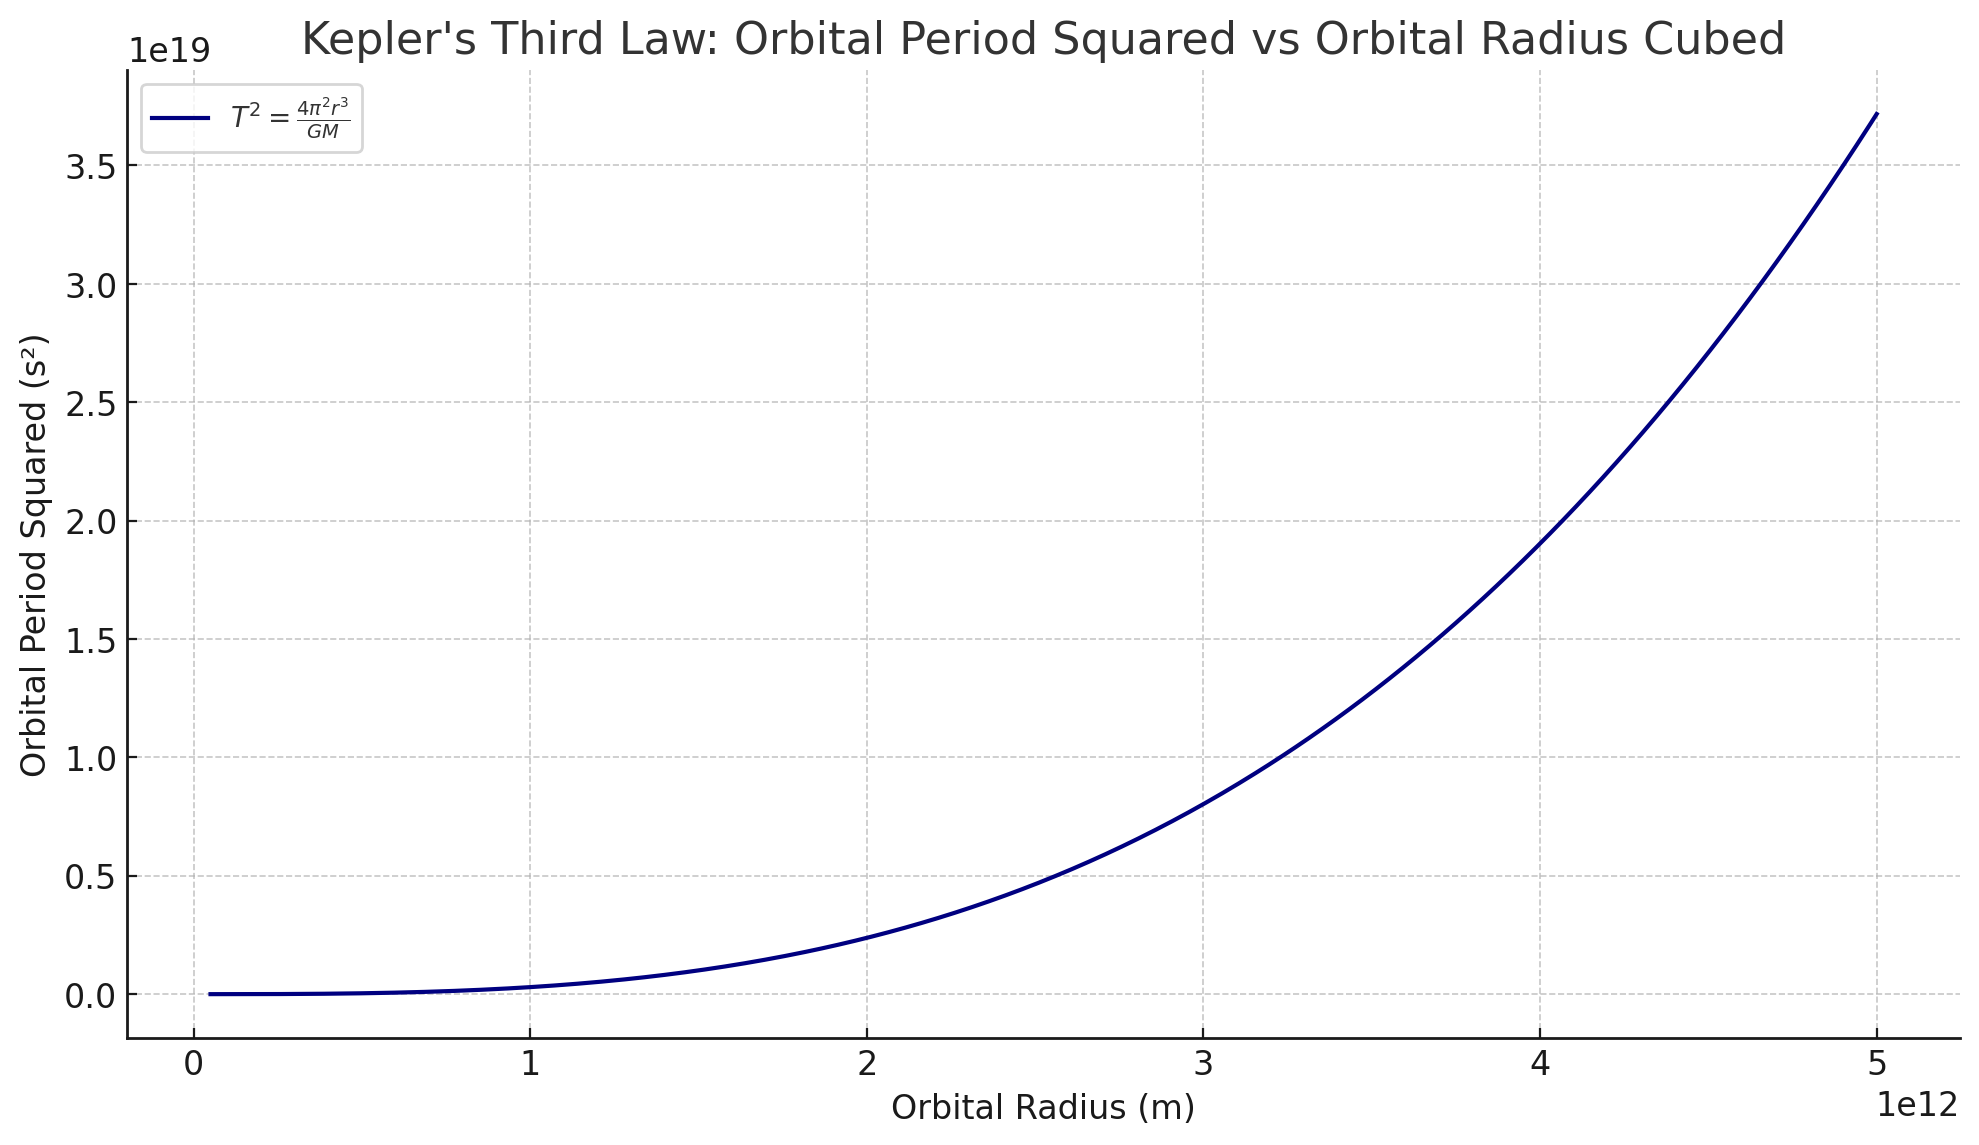 Kepler's Third Law: Orbital Period Squared vs Orbital Radius Cubed
1e19
T² = 4π²r³/GM
3.5
3.0
2.5
2.0
1.5
1.0
0.5
0.0
Orbital Period Squared (s²)
0 1 2 3 4 5
1e12
Orbital Radius (m)